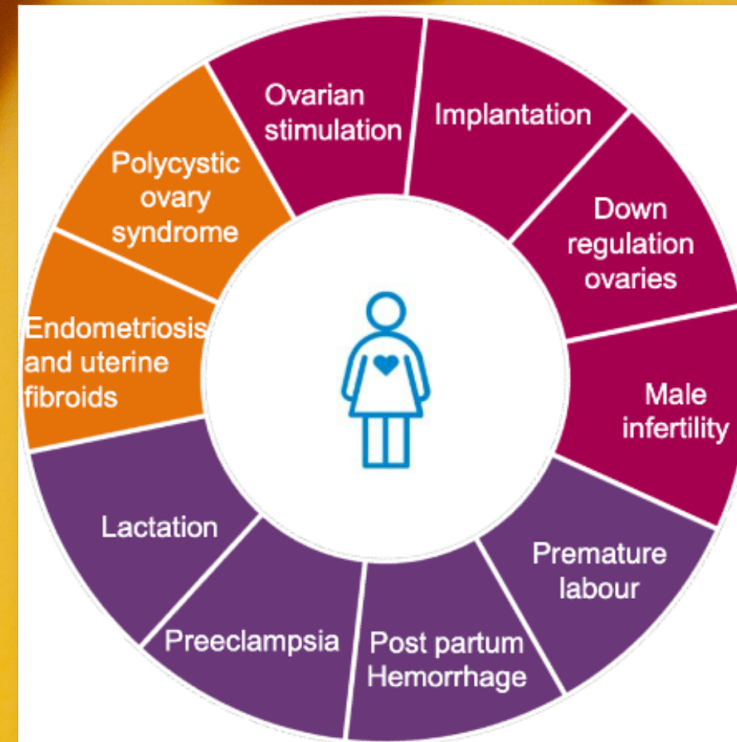 Ovarian
stimulation
Implantation
Down
regulation
ovaries
Male
infertility
Premature
labour
Post partum
Hemorrhage
Preeclampsia
Lactation
Endometriosis
and uterine
fibroids
Polycystic
ovary
syndrome